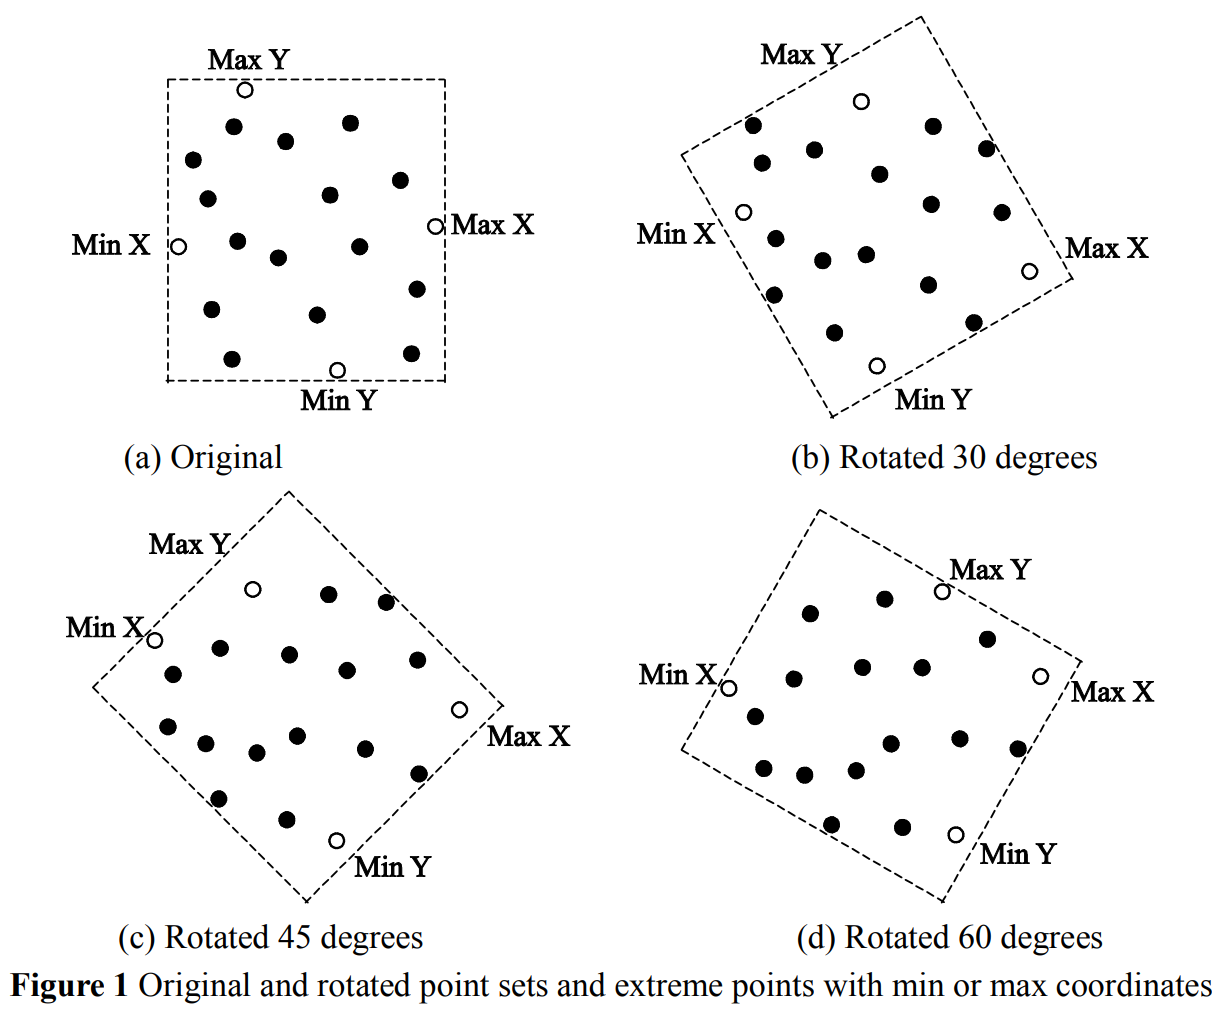 Max Y
Min X
Max X
Min Y
(a) Original
Max Y
Min X
Max X
Min Y
(b) Rotated 30 degrees
Max Y
Min X
Max X
Min Y
(c) Rotated 45 degrees
Max Y
Min X
Max X
Min Y
(d) Rotated 60 degrees
Figure 1 Original and rotated point sets and extreme points with min or max coordinates